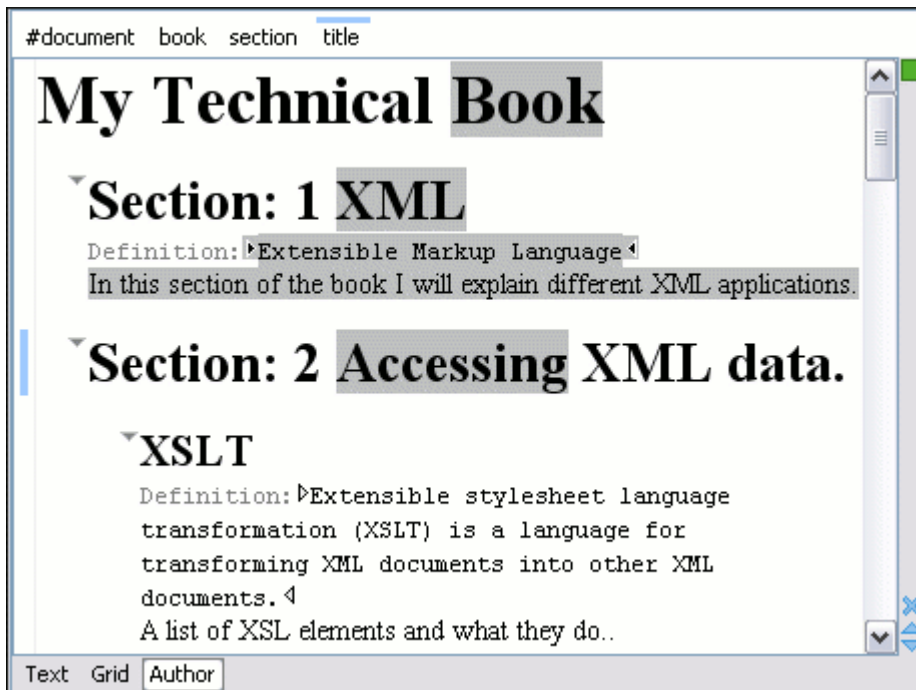 #document book section title
My Technical Book
Section: 1 XML
Definition: Extensible Markup Language
In this section of the book I will explain different XML applications.
Section: 2 Accessing XML data.
XSLT
Definition: Extensible stylesheet language
transformation (XSLT) is a language for
transforming XML documents into other XML
documents.
A list of XSL elements and what they do..
Text Grid Author